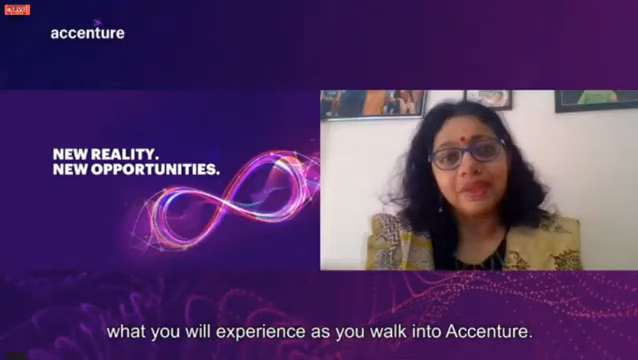 LIVE
accenture
NEW REALITY.
NEW OPPORTUNITIES.
what you will experience as you walk into Accenture.